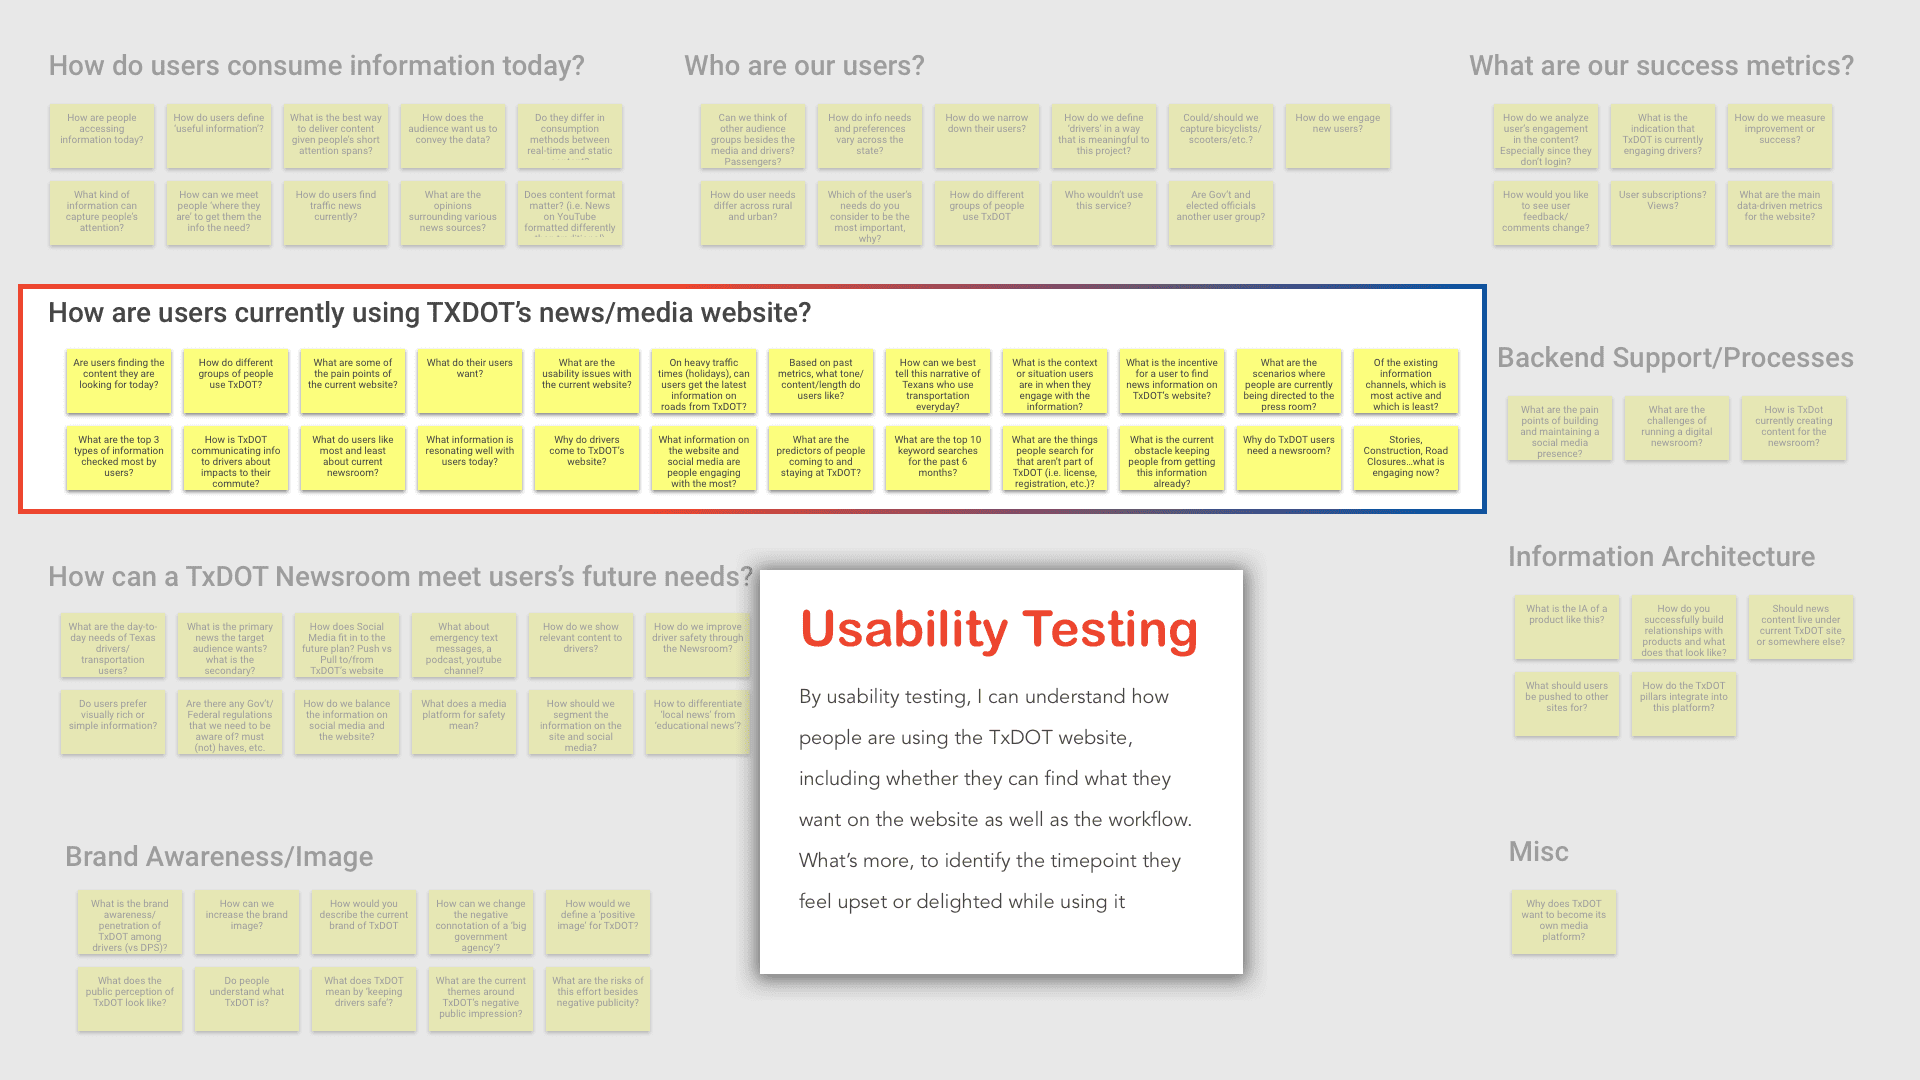 How do users consume information today?
How are people
accessing
information today?
How do users define
‘useful information’?
What is the best way
to deliver content
given people’s short
attention spans?
How does the
audience want us to
convey the data?
Do they differ in
consumption
methods between
real-time and static
What kind of
information can
capture people’s
attention?
How can we meet
people ‘where they
are’ to get them the
info the need?
How do users find
traffic news
currently?
What are the
opinions
surrounding various
news sources?
Does content format
matter? (i.e. News
on YouTube
formatted differently
Who are our users?
Can we think of
other audience
groups besides the
media and drivers?
Passengers?
How do info needs
and preferences
vary across the
state?
How do we narrow
down their users?
How do we define
‘drivers’ in a way
that is meaningful to
this project?
Could/should we
capture bicyclists/
scooters/etc.?
How do we engage
new users?
How do user needs
differ across rural
and urban?
Which of the user’s
needs do you
consider to be the
most important,
why?
How do different
groups of people
use TxDOT
Who wouldn’t use
this service?
Are Gov’t and
elected officials
another user group?
What are our success metrics?
How do we analyze
user’s engagement
in the content?
Especially since they
don’t login?
What is the
indication that
TxDOT is currently
engaging drivers?
How do we measure
improvement or
success?
How would you like
to see user
feedback/
comments change?
User subscriptions?
Views?
What are the main
data-driven metrics
for the website?
How are users currently using TXDOT’s news/media website?
Are users finding the
content they are
looking for today?
How do different
groups of people
use TxDOT?
What are some of
the pain points of
the current website?
What do their users
want?
What are the
usability issues with
the current website?
On heavy traffic
times (holidays), can
users get the latest
information on
roads from TxDOT?
Based on past
metrics, what tone/
content/length do
users like?
How can we best
tell this narrative of
Texans who use
transportation
everyday?
What is the context
or situation users
are in when they
engage with the
information?
What is the incentive
for a user to find
news information on
TxDOT’s website?
What are the
scenarios where
people are currently
being directed to the
press room?
Of the existing
information
channels, which is
most active and
which is least?
What are the top 3
types of information
checked most by
users?
How is TxDOT
communicating info
to drivers about
impacts to their
commute?
What do users like
most and least
about current
newsroom?
What information is
resonating well with
users today?
Why do drivers
come to TxDOT’s
website?
What information on
the website and
social media are
people engaging
with the most?
What are the
predictors of people
coming to and
staying at TxDOT?
What are the top 10
keyword searches
for the past 6
months?
What are the things
people search for
that aren’t part of
TxDOT (i.e. license,
registration, etc.)?
What is the current
obstacle keeping
people from getting
this information
already?
Why do TxDOT users
need a newsroom?
Stories,
Construction, Road
Closures…what is
engaging now?
Backend Support/Processes
What are the pain
points of building
and maintaining a
social media
presence?
What are the
challenges of
running a digital
newsroom?
How is TxDot
currently creating
content for the
newsroom?
How can a TxDOT Newsroom meet users’s future needs?
What are the day-to-
day needs of Texas
drivers/
transportation
users?
What is the primary
news the target
audience wants?
what is the
secondary?
How does Social
Media fit in to the
future plan? Push vs
Pull to/from
TxDOT’s website
What about
emergency text
messages, a
podcast, youtube
channel?
How do we show
relevant content to
drivers?
How do we improve
driver safety through
the Newsroom?
Do users prefer
visually rich or
simple information?
Are there any Gov’t/
Federal regulations
that we need to be
aware of? must
(not) haves, etc.
How do we balance
the information on
social media and
the website?
What does a media
platform for safety
mean?
How should we
segment the
information on the
site and social
media?
How to differentiate
‘local news’ from
‘educational news’?
Usability Testing
By usability testing, I can understand how
people are using the TxDOT website,
including whether they can find what they
want on the website as well as the workflow.
What’s more, to identify the timepoint they
feel upset or delighted while using it
Information Architecture
What is the IA of a
product like this?
How do you
successfully build
relationships with
products and what
does that look like?
Should news
content live under
current TxDOT site
or somewhere else?
What should users
be pushed to other
sites for?
How do the TxDOT
pillars integrate into
this platform?
Brand Awareness/Image
What is the brand
awareness/
penetration of
TxDOT among
drivers (vs DPS)?
How can we
increase the brand
image?
How would you
describe the current
brand of TxDOT
How can we change
the negative
connotation of a ‘big
government
agency’?
How would we
define a ‘positive
image’ for TxDOT?
What does the
public perception of
TxDOT look like?
Do people
understand what
TxDOT is?
What does TxDOT
mean by ‘keeping
drivers safe’?
What are the current
themes around
TxDOT’s negative
public impression?
What are the risks of
this effort besides
negative publicity?
Misc
Why does TxDOT
want to become its
own media
platform?